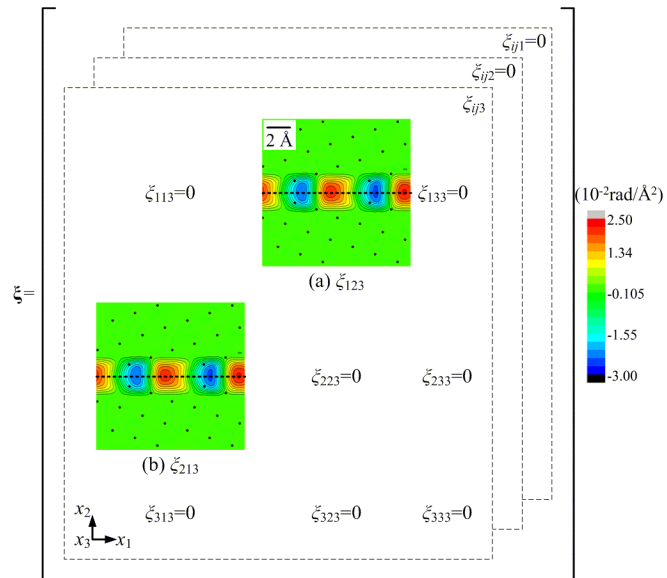 ξij1=0
ξij2=0
ξij3
2 Å
ξ113=0
ξ133=0
(a) ξ123
(10-2rad/Å2)
2.50
1.34
-0.105
-1.55
-3.00
ξ=
ξ223=0
ξ233=0
(b) ξ213
x2
x3
x1
ξ313=0
ξ323=0
ξ333=0